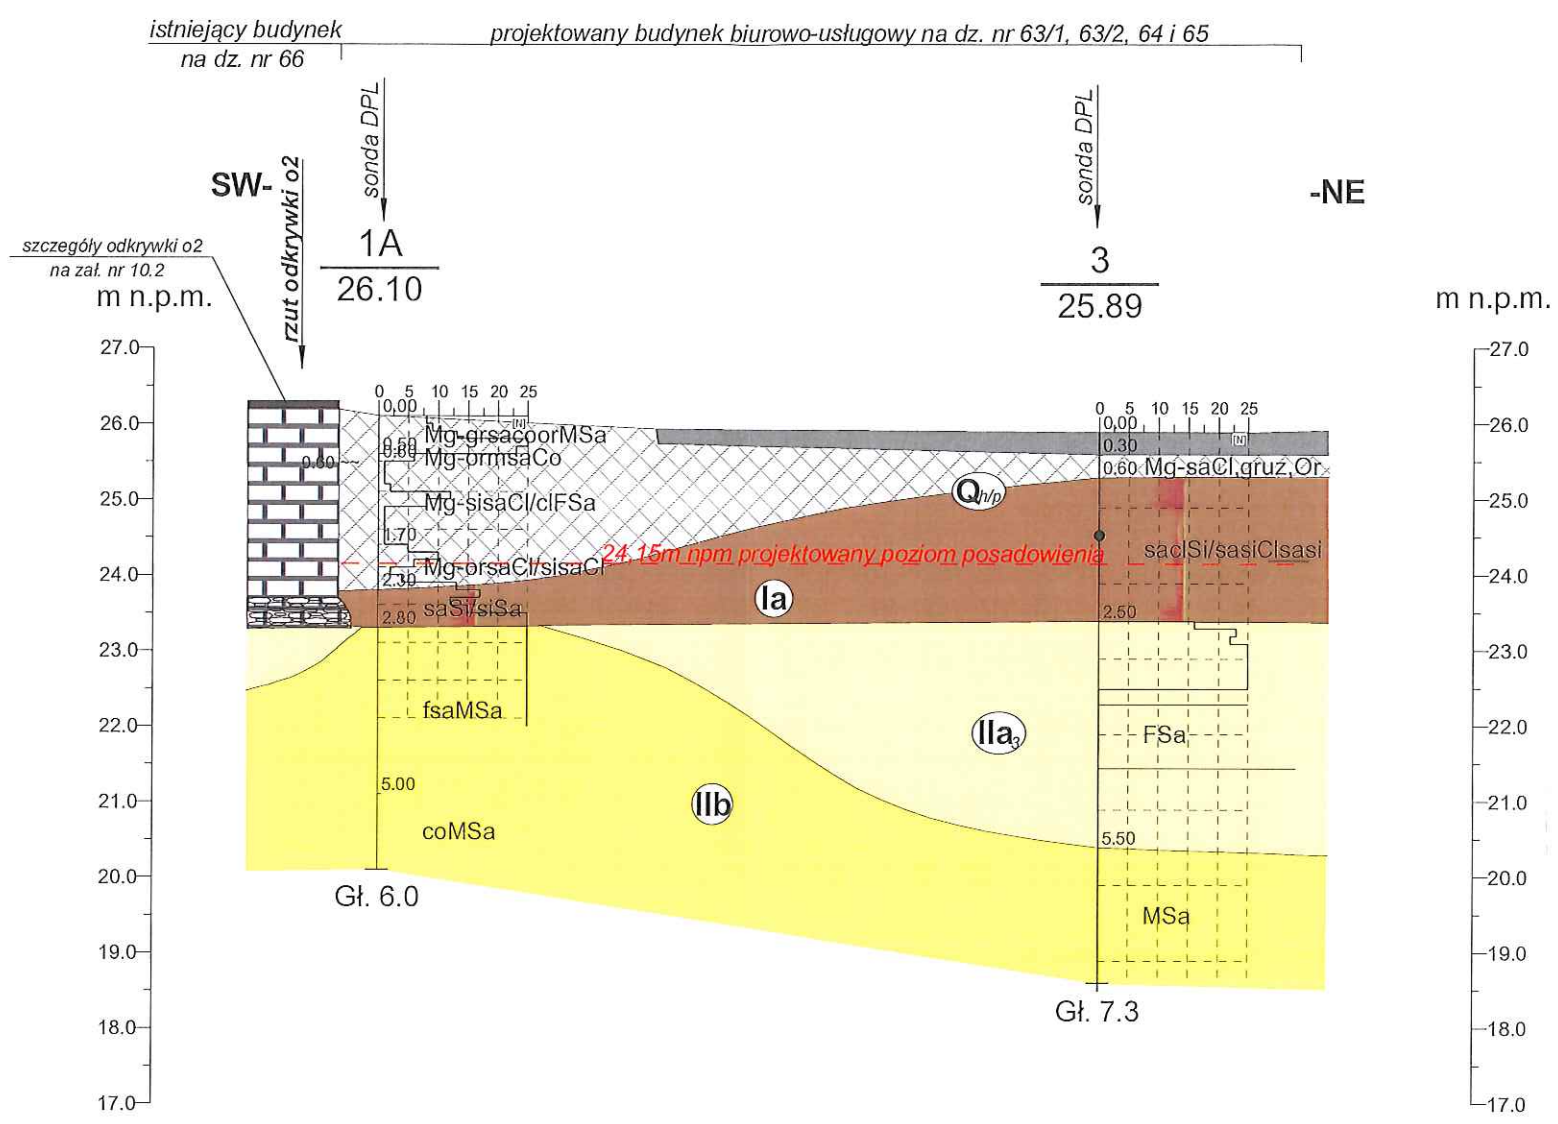 istniejący budynek
na dz. nr 66
projektowany budynek biurowo-usługowy na dz. nr 63/1, 63/2, 64 i 65
sonda DPL
sonda DPL
SW-
rzut odkrywki o2
-NE
szczegóły odkrywki o2
na zał. nr 10.2
1A
26.10
3
25.89
m n.p.m.
m n.p.m.
27.0
26.0
25.0
24.0
23.0
22.0
21.0
20.0
19.0
18.0
17.0
0 5 10 15 20 25
0,00
[N]
Mg-grsacoorMSa
0.50
0.60
Mg-ormsaCo
0.60
Mg-sisaCl/clFSa
1.70
Mg-orsaCl/sisaCl
2.30
saSi/siSa
2.80
fsaMSa
5.00
coMSa
Gł. 6.0
24,15m npm projektowany poziom posadowienia
Q h/p
Ia
IIa3
IIb
0 5 10 15 20 25
0,00
[N]
0.30
0.60 Mg-saCl,gruz,Or
saclSi/sasiClsasi
2.50
FSa
5.50
MSa
Gł. 7.3
27.0
26.0
25.0
24.0
23.0
22.0
21.0
20.0
19.0
18.0
17.0